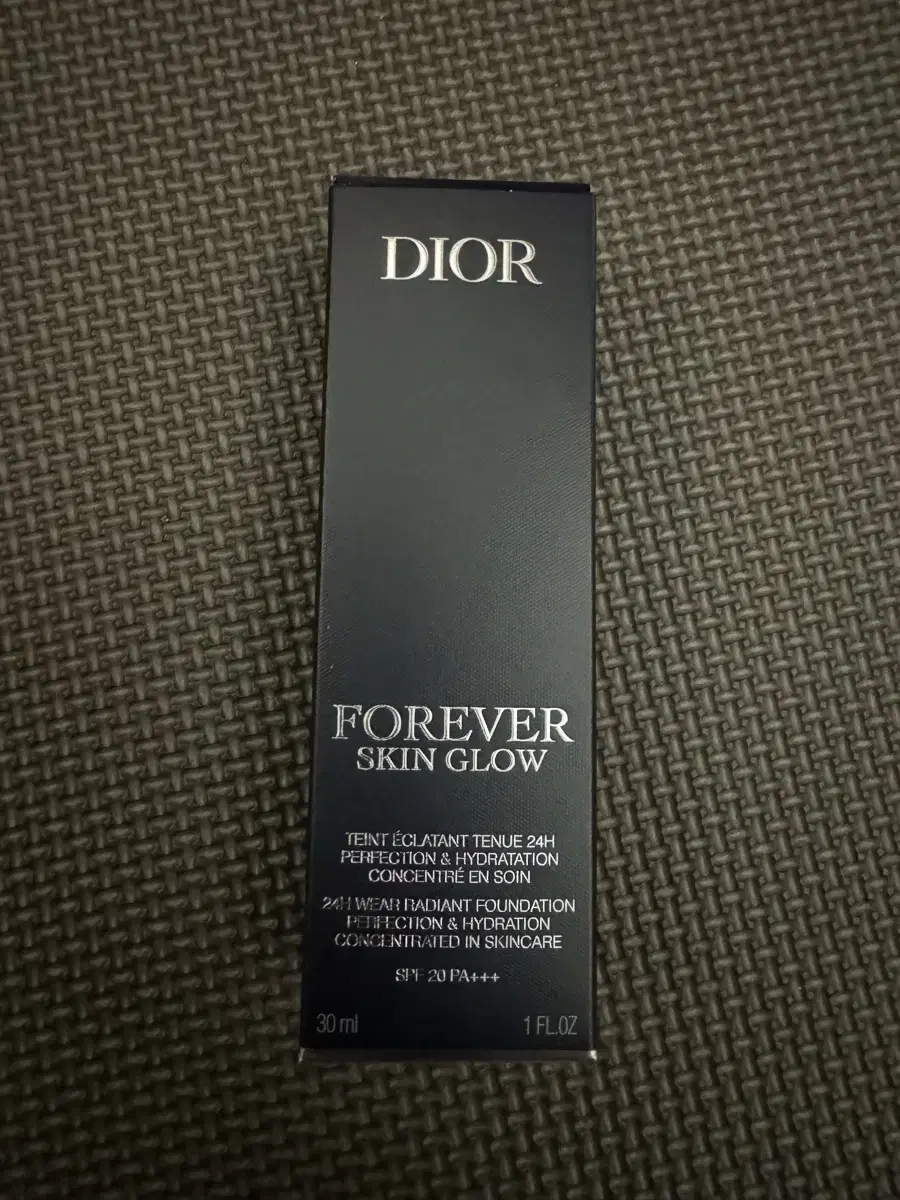 DIOR
FOREVER
SKIN GLOW
TEINT ÉCLATANT TENUE 24H
PERFECTION & HYDRATATION
CONCENTRÉ EN SOIN
24H WEAR RADIANT FOUNDATION
PERFECTION & HYDRATION
CONCENTRATED IN SKINCARE
SPF 20 PA+++
30 ml 1 FL.OZ